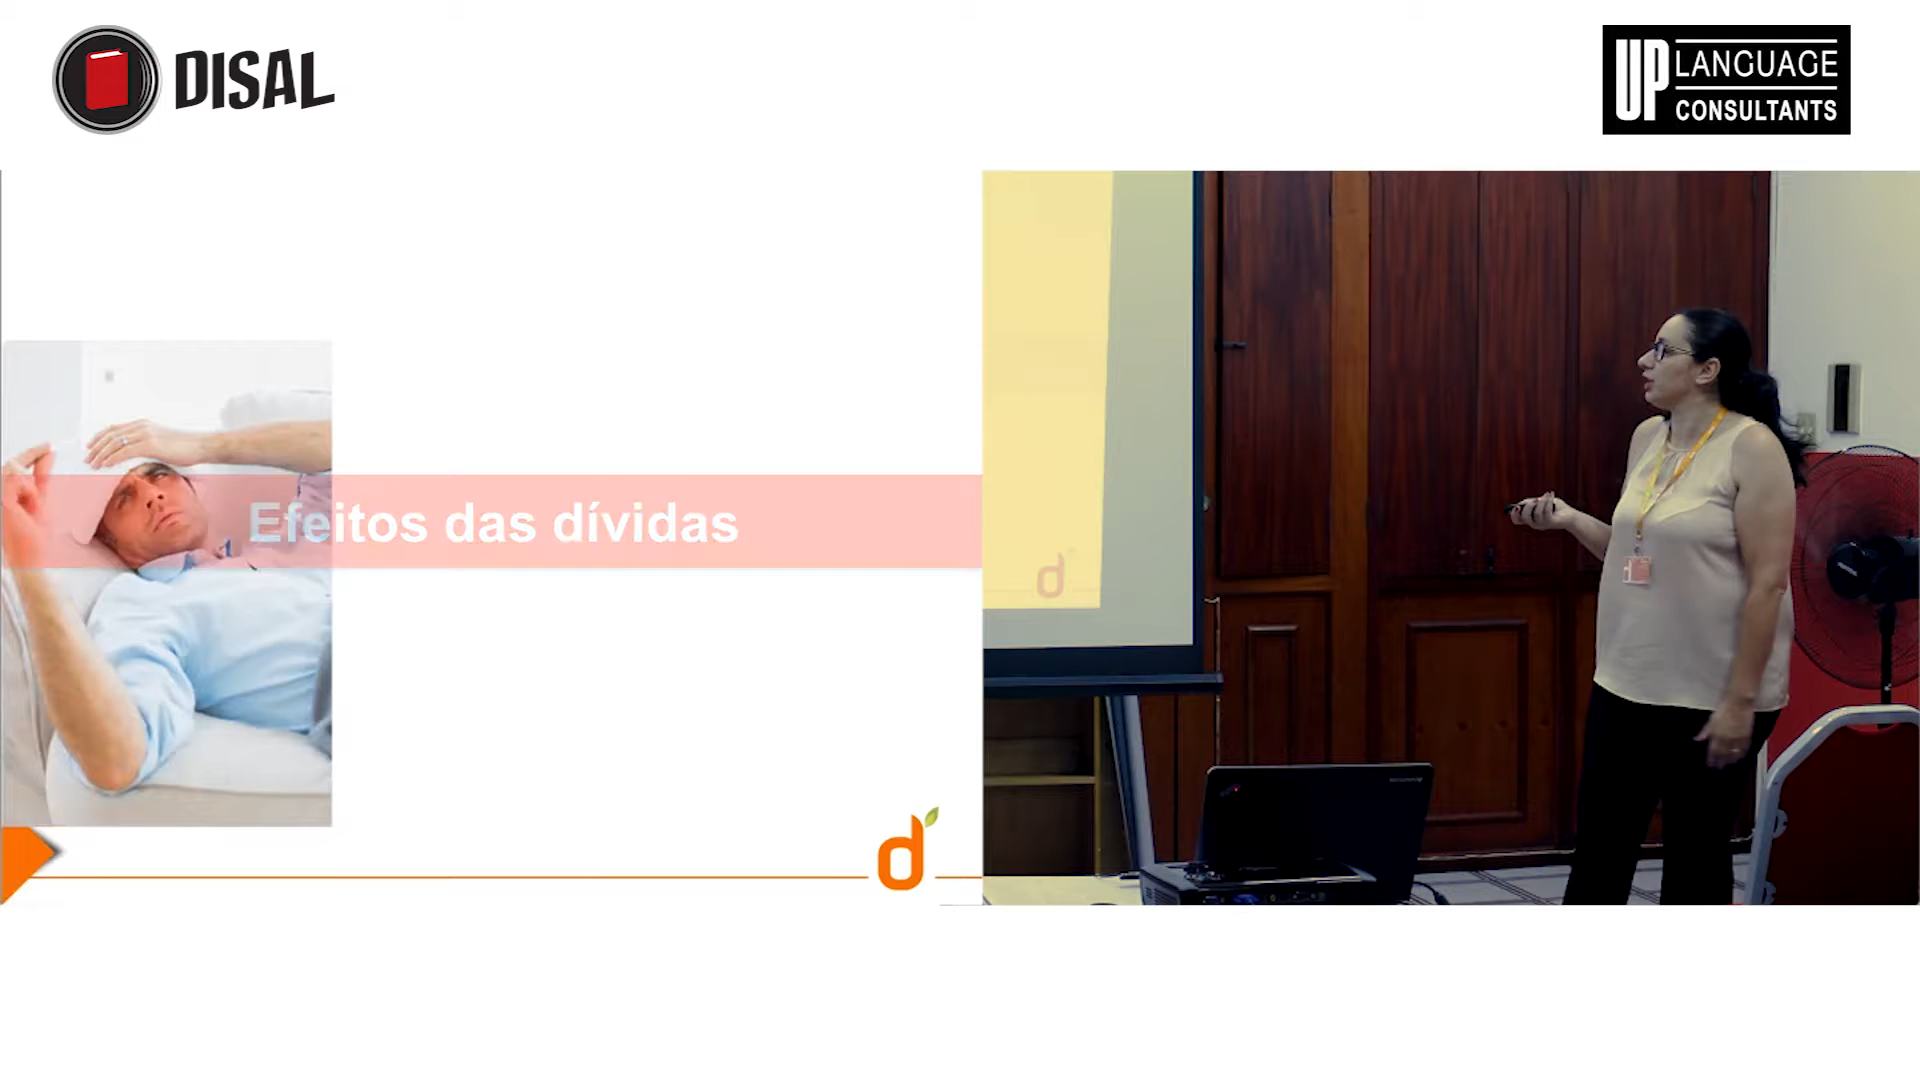 DISAL
UP LANGUAGE
CONSULTANTS
Efeitos das dívidas
d